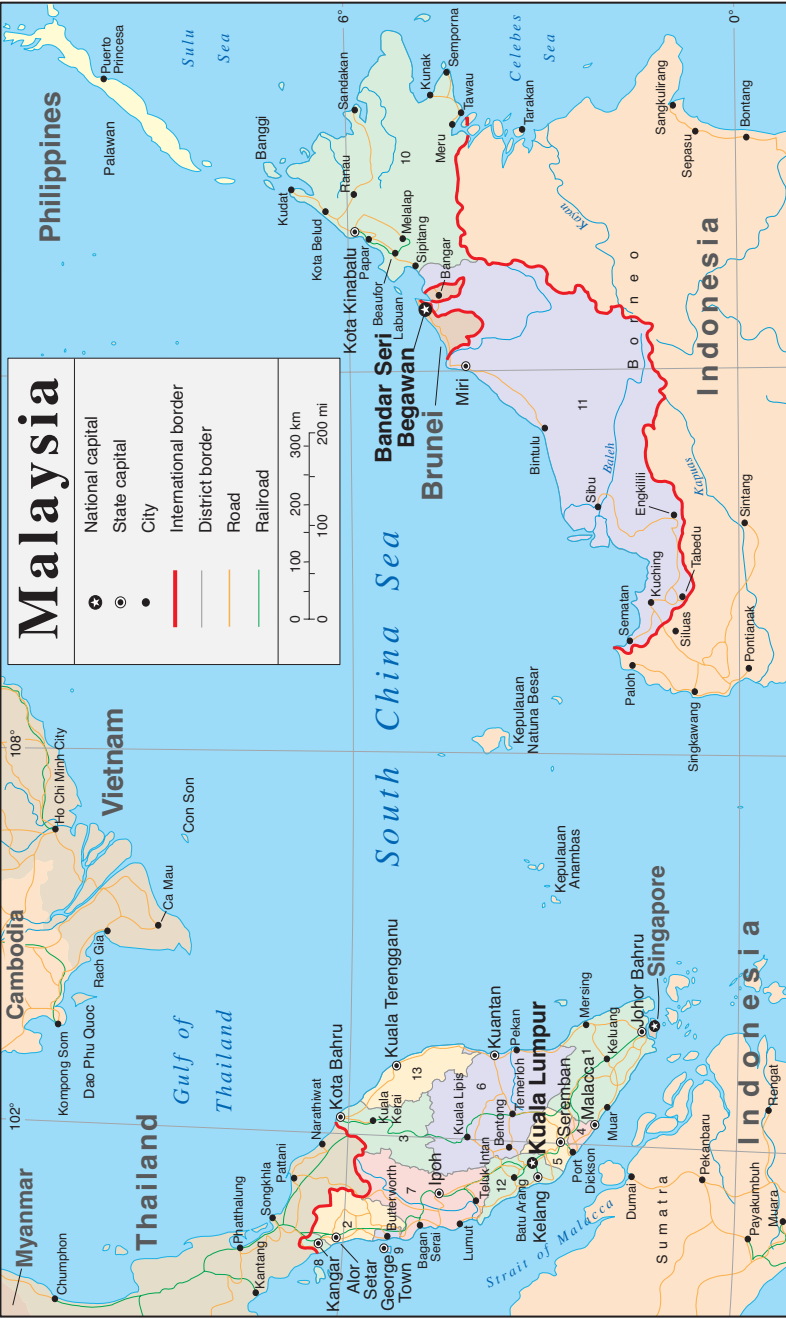 Malaysia
National capital
State capital
City
International border
District border
Road
Railroad
0 100 200 300 km
0 100 200 mi
Myanmar
Thailand
Cambodia
Vietnam
Philippines
Brunei
Indonesia
Indonesia
Singapore
102°
108°
6°
0°
Gulf of
Thailand
South China Sea
Sulu
Sea
Celebes
Sea
Strait of Malacca
Chumphon
Phatthalung
Kantang
Songkhla
Pattani
Narathiwat
Kompong Som
Dao Phu Quoc
Rach Gia
Ca Mau
Ho Chi Minh City
Con Son
Puerto
Princesa
Palawan
Banggi
8
Kangar
2
Alor
Setar
George
Town
9
Butterworth
Bagan
Serai
Lumut
7
Ipoh
Teluk Intan
Kota Bahru
Kuala
Kerai
3
Kuala Terengganu
13
Kuala Lipis
6
Kuantan
Pekan
Temerloh
Bentong
Batu Arang
12
Kuala Lumpur
Kelang
5
Seremban
Port
Dickson
4
Malacca
Muar
1
Mersing
Keluang
Johor Bahru
Dumai
Sumatra
Pekanbaru
Payakumbuh
Muara
Rengat
Kepulauan
Anambas
Kepulauan
Natuna Besar
Kudat
Kota Belud
Ranau
Sandakan
Kota Kinabalu
Papar
Beaufor
Melalap
Labuan
Sipitang
10
Kunak
Semporna
Tawau
Meru
Tarakan
Bandar Seri
Begawan
Bangar
Miri
Bintulu
11
Sibu
Baleh
Engkilili
Sematan
Kuching
Tabedu
Siluas
Paloh
Singkawang
Pontianak
Sintang
Kapuas
Borneo
Kayan
Sangkulirang
Sepasu
Bontang